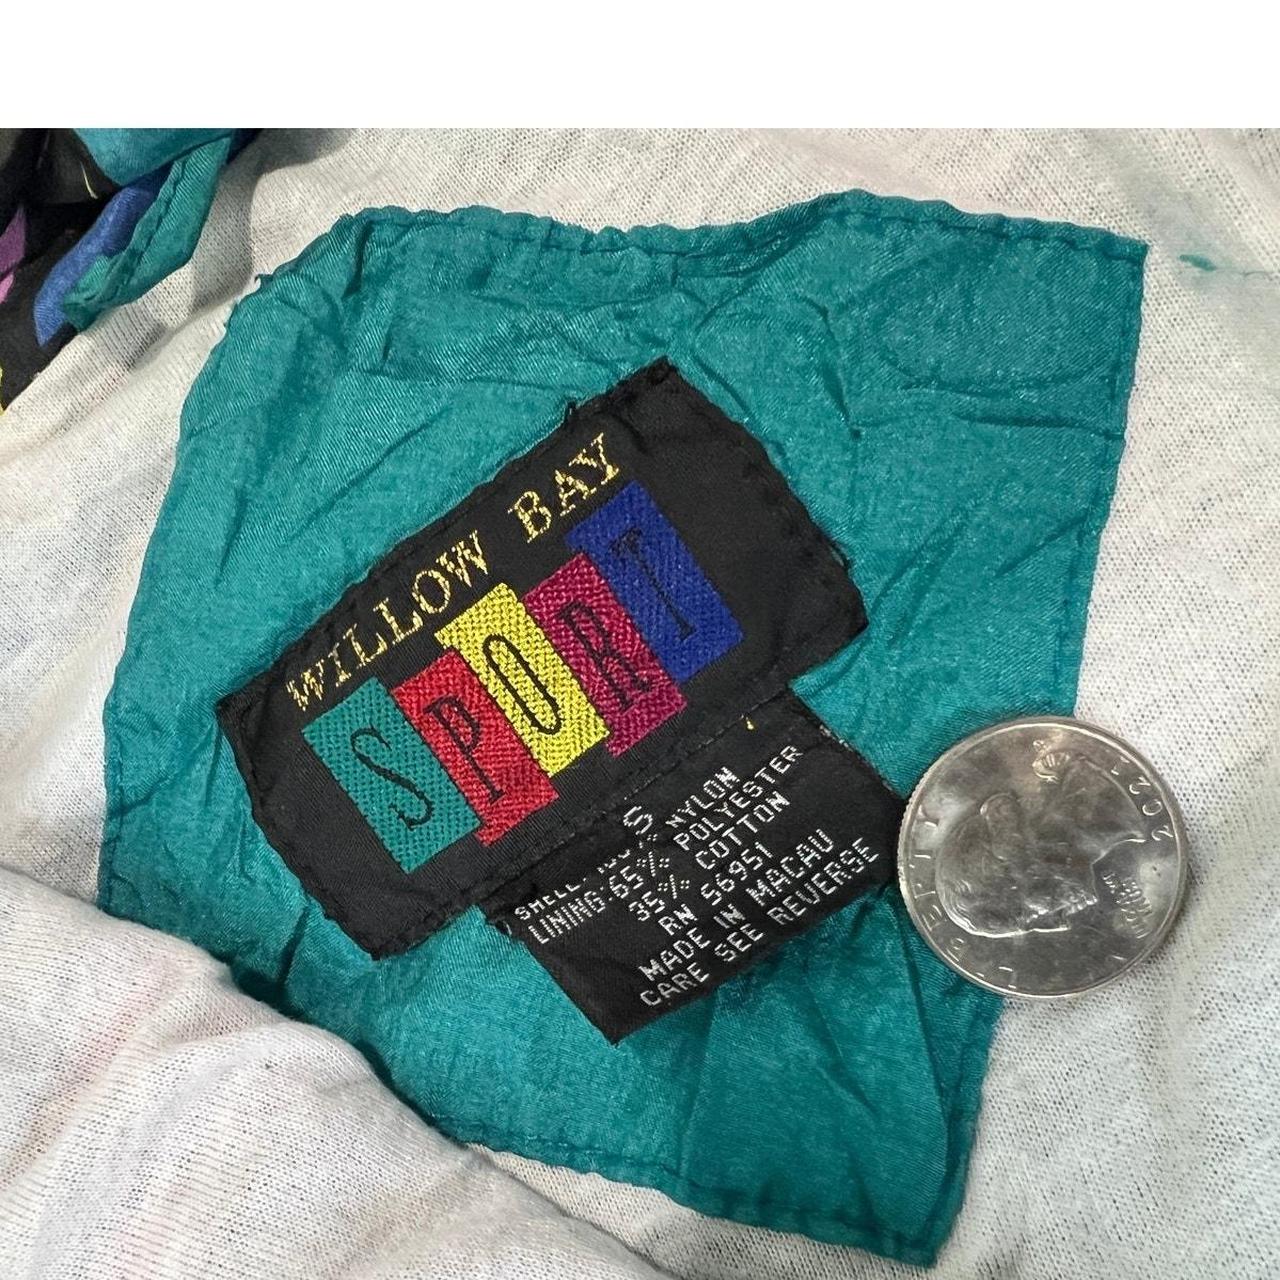 WILLOW BAY
SPORT
S
SHELL: 100% NYLON
LINING: 65% POLYESTER
35% COTTON
RN 56951
MADE IN MACAU
CARE SEE REVERSE
LIBERTY
2021